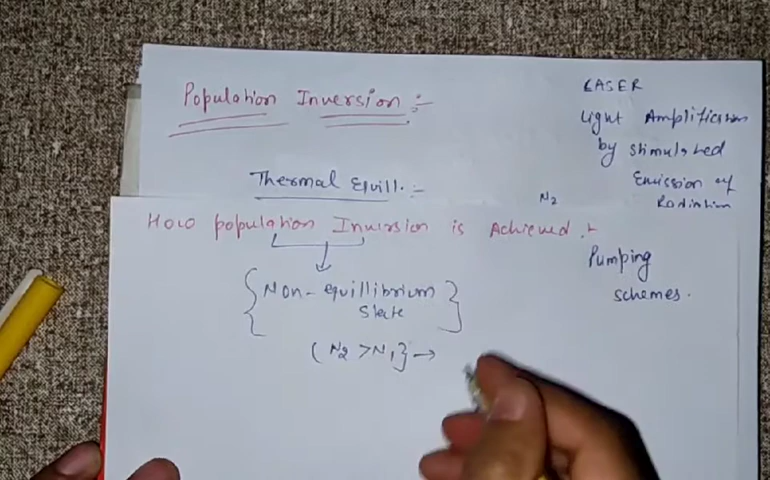 Population Inversion :-
LASER
Light Amplification
by stimulated
Emission of
Radiation
Thermal Equill. :-
N2
How population Inversion is Achieved :-
Pumping
schemes.
{ Non-equillibrium
State }
( N2 > N1 } →